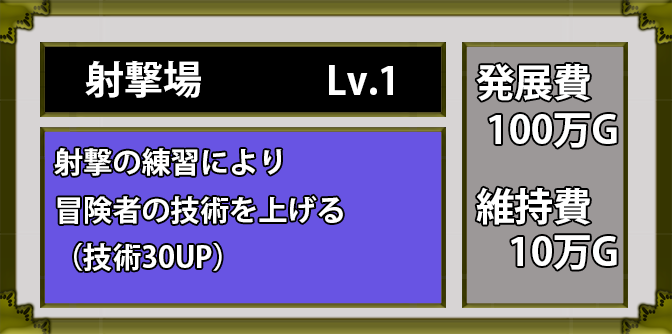 射撃場 Lv.1
射撃の練習により
冒険者の技術を上げる
（技術30UP）
発展費
100万G
維持費
10万G